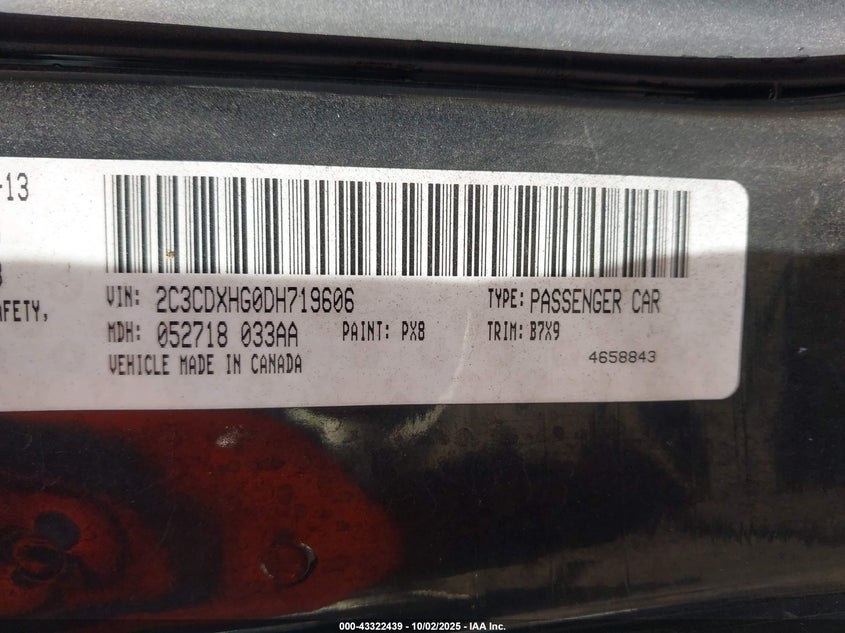 -13
AFETY,
VIN: 2C3CDXHG0DH719606 TYPE: PASSENGER CAR
MDH: 052718 033AA PAINT: PX8 TRIM: B7X9
VEHICLE MADE IN CANADA 4658843
000-43322439 - 10/02/2025 - IAA Inc.